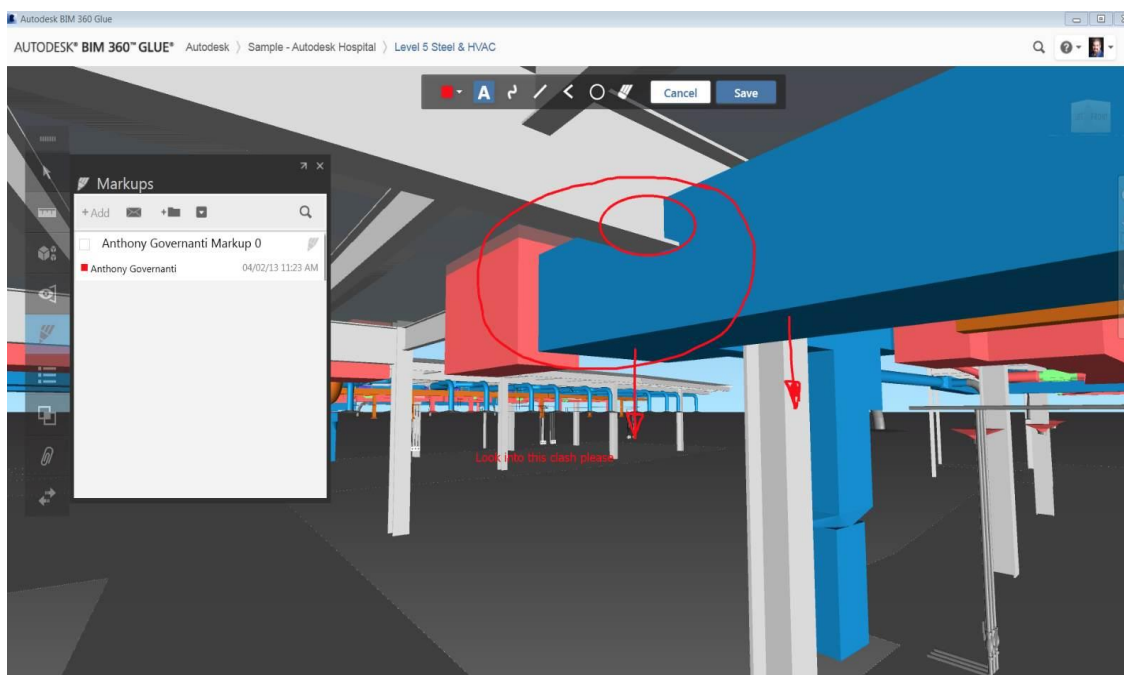 Autodesk BIM 360 Glue
AUTODESK® BIM 360™ GLUE® Autodesk 〉 Sample - Autodesk Hospital 〉 Level 5 Steel & HVAC
A Cancel Save
Markups
+ Add
Anthony Governanti Markup 0
Anthony Governanti 04/02/13 11:23 AM
Look into this clash please